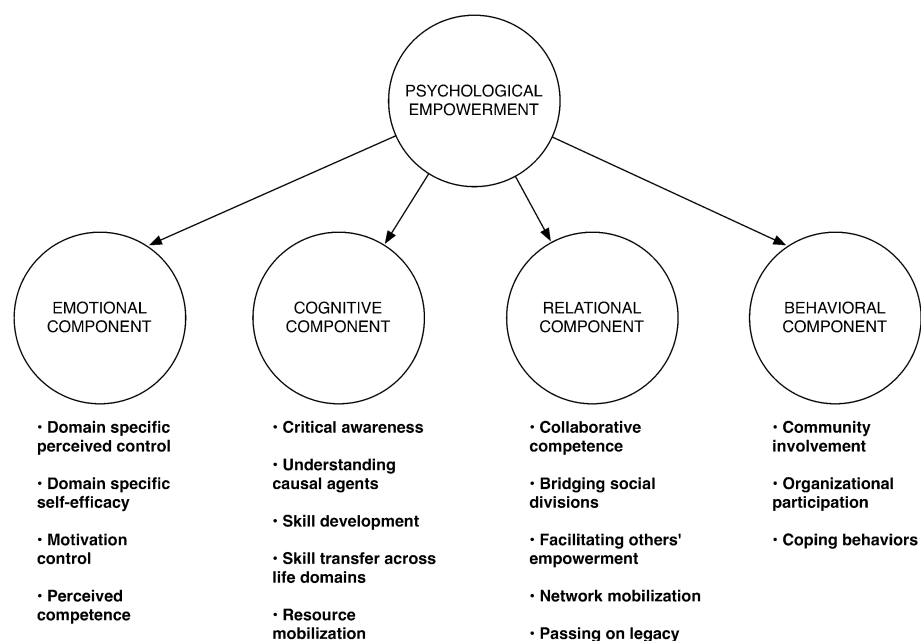 PSYCHOLOGICAL
EMPOWERMENT
EMOTIONAL
COMPONENT
COGNITIVE
COMPONENT
RELATIONAL
COMPONENT
BEHAVIORAL
COMPONENT
· Domain specific
perceived control
· Domain specific
self-efficacy
· Motivation
control
· Perceived
competence
· Critical awareness
· Understanding
causal agents
· Skill development
· Skill transfer across
life domains
· Resource
mobilization
· Collaborative
competence
· Bridging social
divisions
· Facilitating others'
empowerment
· Network mobilization
· Passing on legacy
· Community
involvement
· Organizational
participation
· Coping behaviors